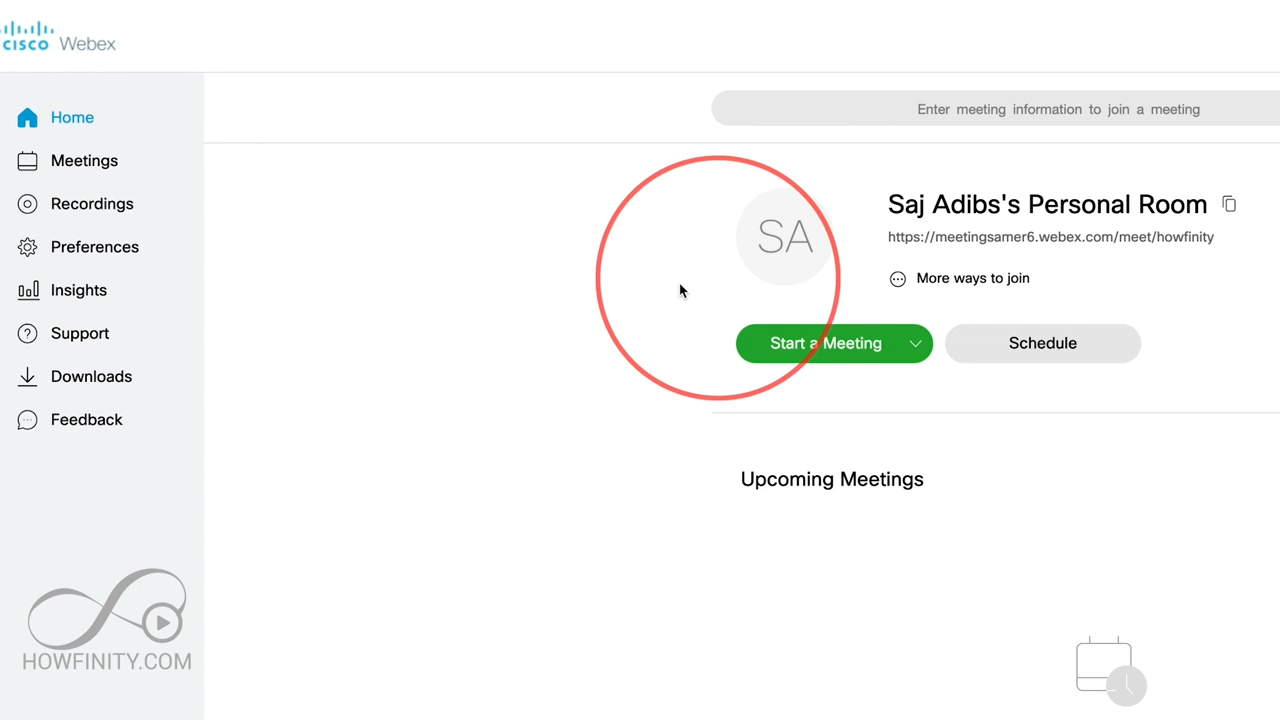 CISCO Webex
Home
Meetings
Recordings
Preferences
Insights
Support
Downloads
Feedback
HOWFINITY.COM
Enter meeting information to join a meeting
SA
Saj Adibs's Personal Room
https://meetingsamer6.webex.com/meet/howfinity
More ways to join
Start a Meeting
Schedule
Upcoming Meetings